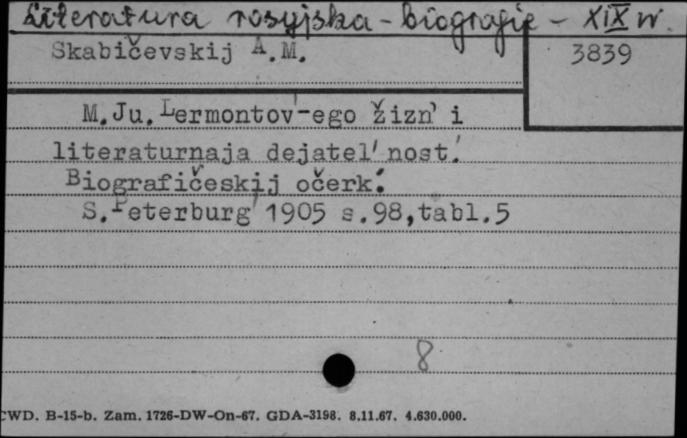 Literatura rosyjska - biografie - XIX w.
Skabičevskij A.M.
3839
M.Ju.Lermontov-ego žizn' i
literaturnaja dejatel'nost'.
Biografičeskij očerk.
S.Peterburg 1905 s.98,tabl.5
8
CWD. B-15-b. Zam. 1726-DW-On-67. GDA-3198. 8.11.67. 4.630.000.